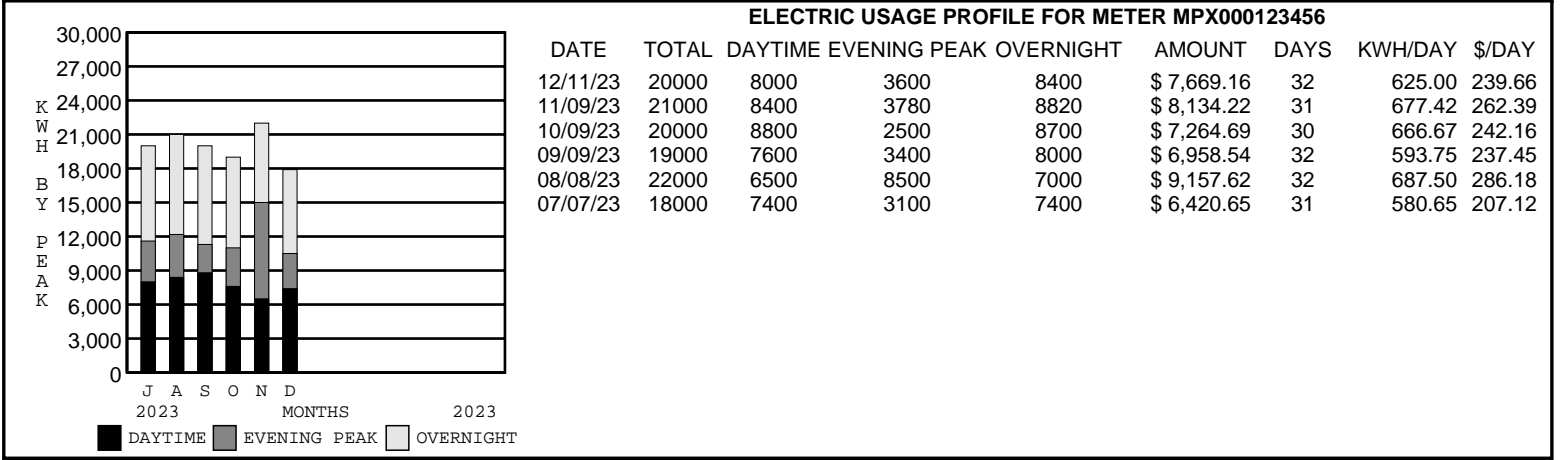 ELECTRIC USAGE PROFILE FOR METER MPX000123456
DATE TOTAL DAYTIME EVENING PEAK OVERNIGHT AMOUNT DAYS KWH/DAY $/DAY
12/11/23 20000 8000 3600 8400 $ 7,669.16 32 625.00 239.66
11/09/23 21000 8400 3780 8820 $ 8,134.22 31 677.42 262.39
10/09/23 20000 8800 2500 8700 $ 7,264.69 30 666.67 242.16
09/09/23 19000 7600 3400 8000 $ 6,958.54 32 593.75 237.45
08/08/23 22000 6500 8500 7000 $ 9,157.62 32 687.50 286.18
07/07/23 18000 7400 3100 7400 $ 6,420.65 31 580.65 207.12
KWH BY PEAK
30,000
27,000
24,000
21,000
18,000
15,000
12,000
9,000
6,000
3,000
0
J A S O N D
2023 MONTHS 2023
DAYTIME EVENING PEAK OVERNIGHT